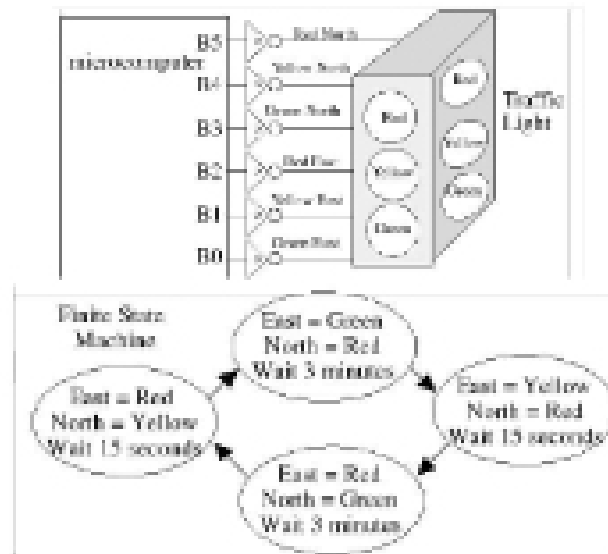 B5
Red North
microcomputer
Yellow North
B4
Red
Green North
B3
Red
Traffic
Light
Red East
B2
Yellow
Yellow
Yellow East
B1
Green
Green
Green East
B0
Finite State
Machine
East = Green
North = Red
Wait 3 minutes
East = Red
North = Yellow
Wait 15 seconds
East = Yellow
North = Red
Wait 15 seconds
East = Red
North = Green
Wait 3 minutes